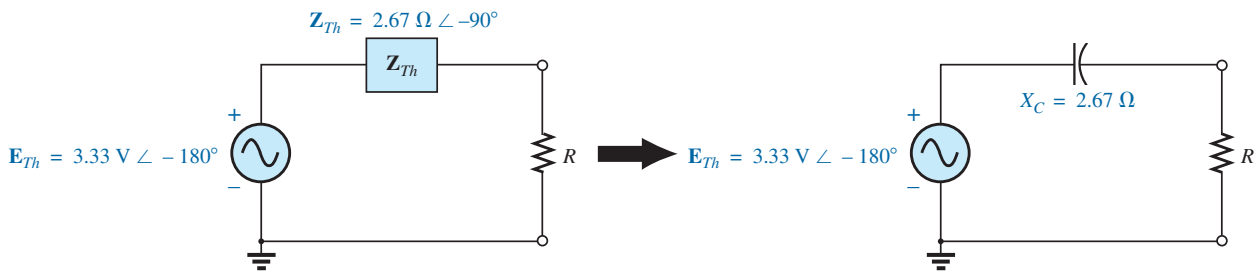 Z_Th = 2.67 Ω ∠ –90°
Z_Th
+
E_Th = 3.33 V ∠ – 180°
–
R
X_C = 2.67 Ω
+
E_Th = 3.33 V ∠ – 180°
–
R